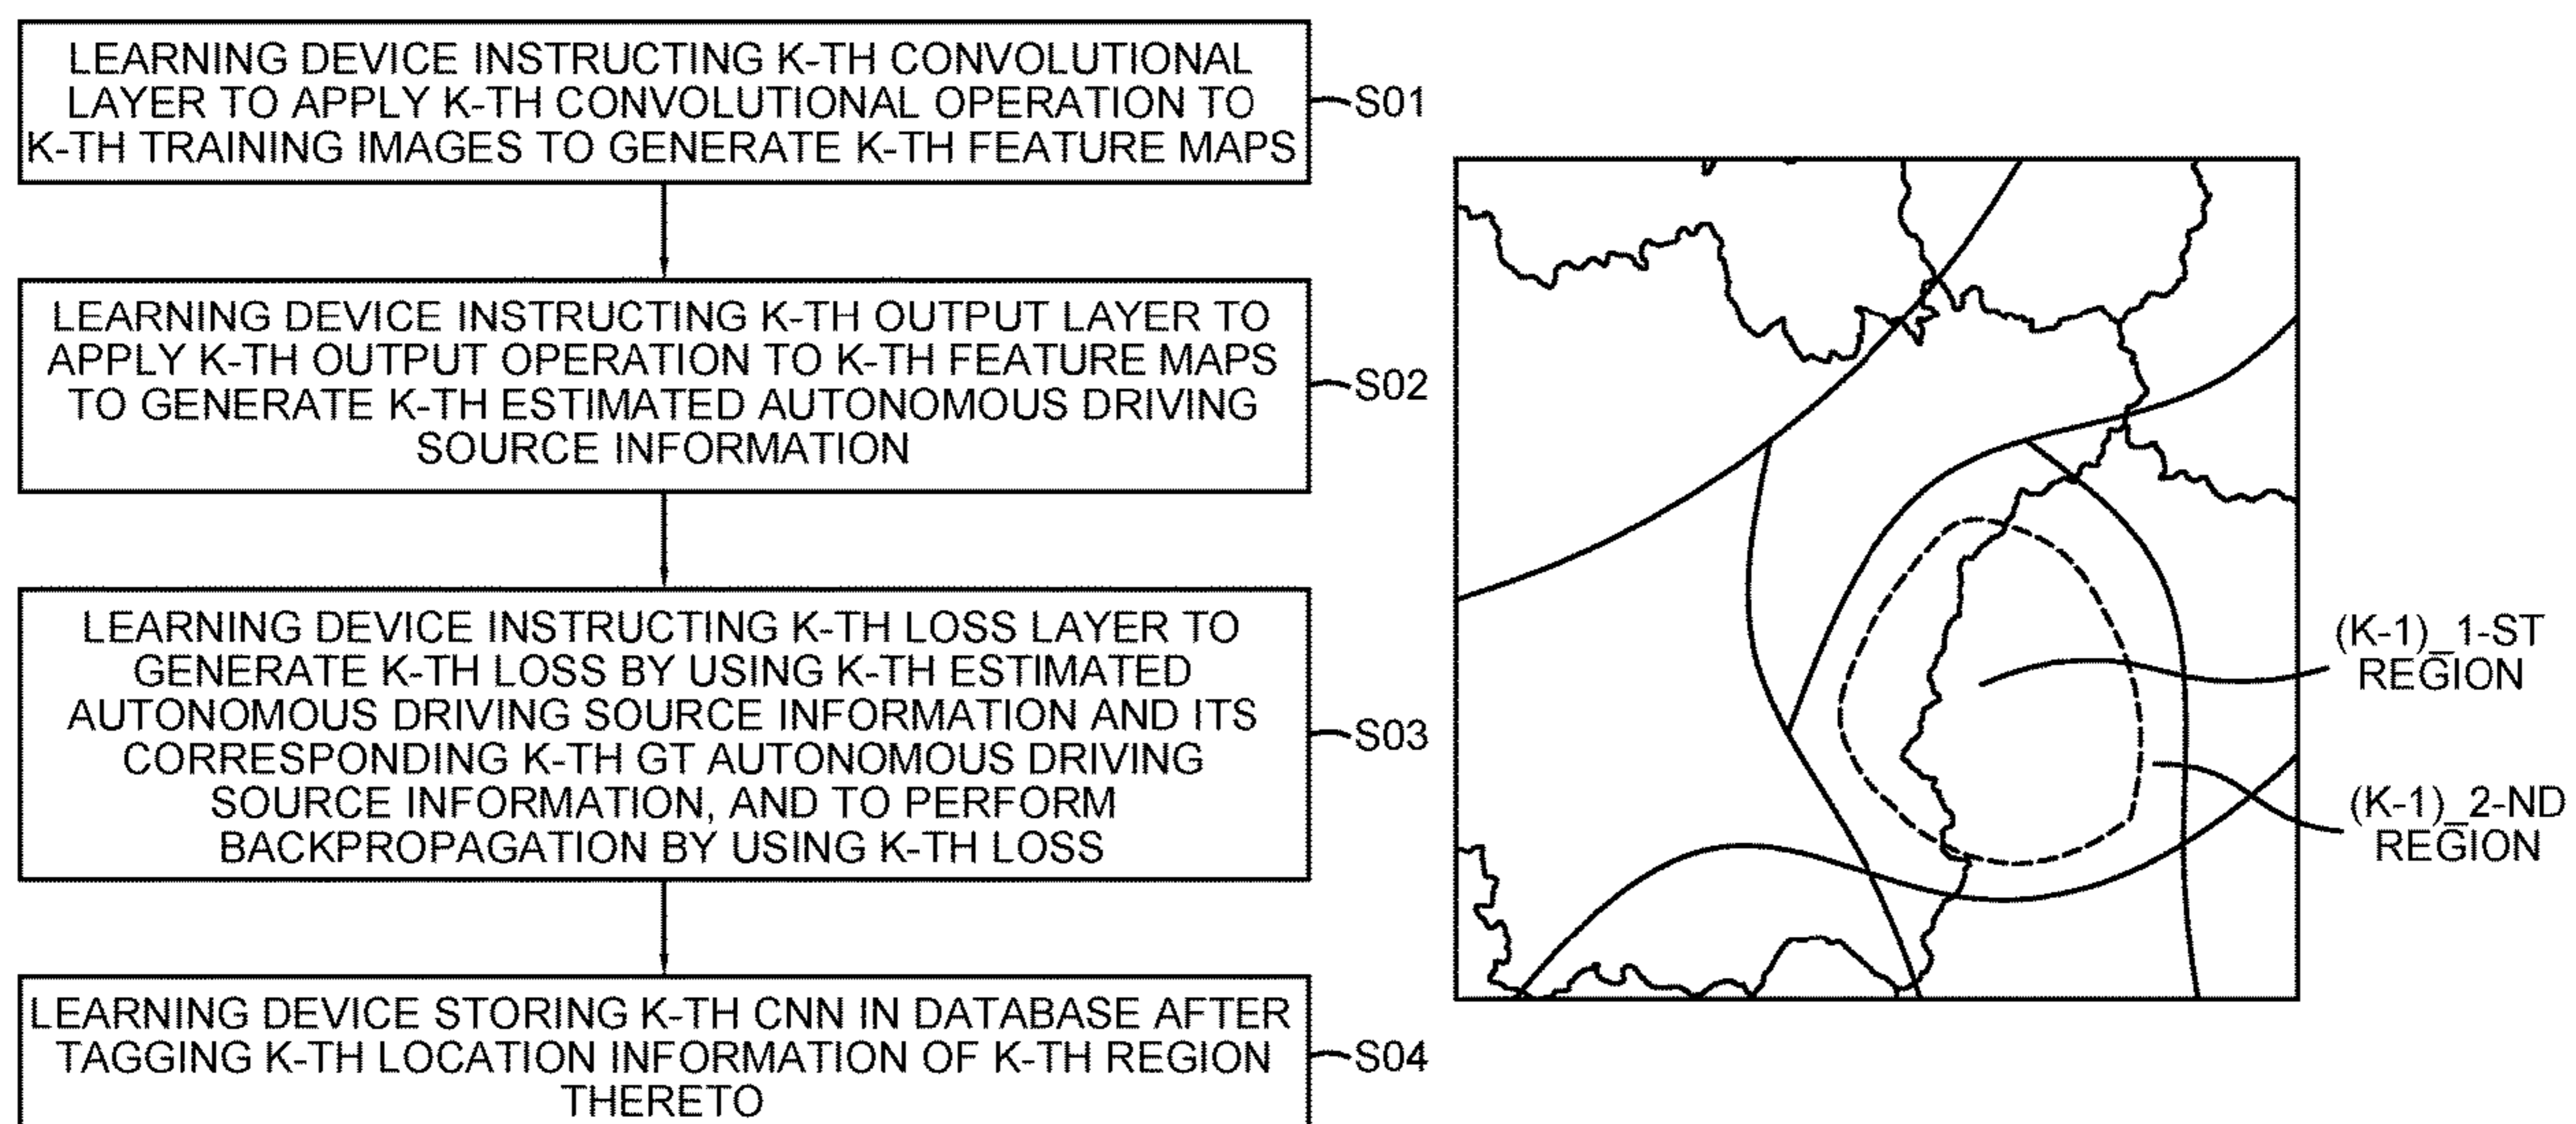 LEARNING DEVICE INSTRUCTING K-TH CONVOLUTIONAL
LAYER TO APPLY K-TH CONVOLUTIONAL OPERATION TO
K-TH TRAINING IMAGES TO GENERATE K-TH FEATURE MAPS
S01
LEARNING DEVICE INSTRUCTING K-TH OUTPUT LAYER TO
APPLY K-TH OUTPUT OPERATION TO K-TH FEATURE MAPS
TO GENERATE K-TH ESTIMATED AUTONOMOUS DRIVING
SOURCE INFORMATION
S02
LEARNING DEVICE INSTRUCTING K-TH LOSS LAYER TO
GENERATE K-TH LOSS BY USING K-TH ESTIMATED
AUTONOMOUS DRIVING SOURCE INFORMATION AND ITS
CORRESPONDING K-TH GT AUTONOMOUS DRIVING
SOURCE INFORMATION, AND TO PERFORM
BACKPROPAGATION BY USING K-TH LOSS
S03
LEARNING DEVICE STORING K-TH CNN IN DATABASE AFTER
TAGGING K-TH LOCATION INFORMATION OF K-TH REGION
THERETO
S04
(K-1)_1-ST
REGION
(K-1)_2-ND
REGION